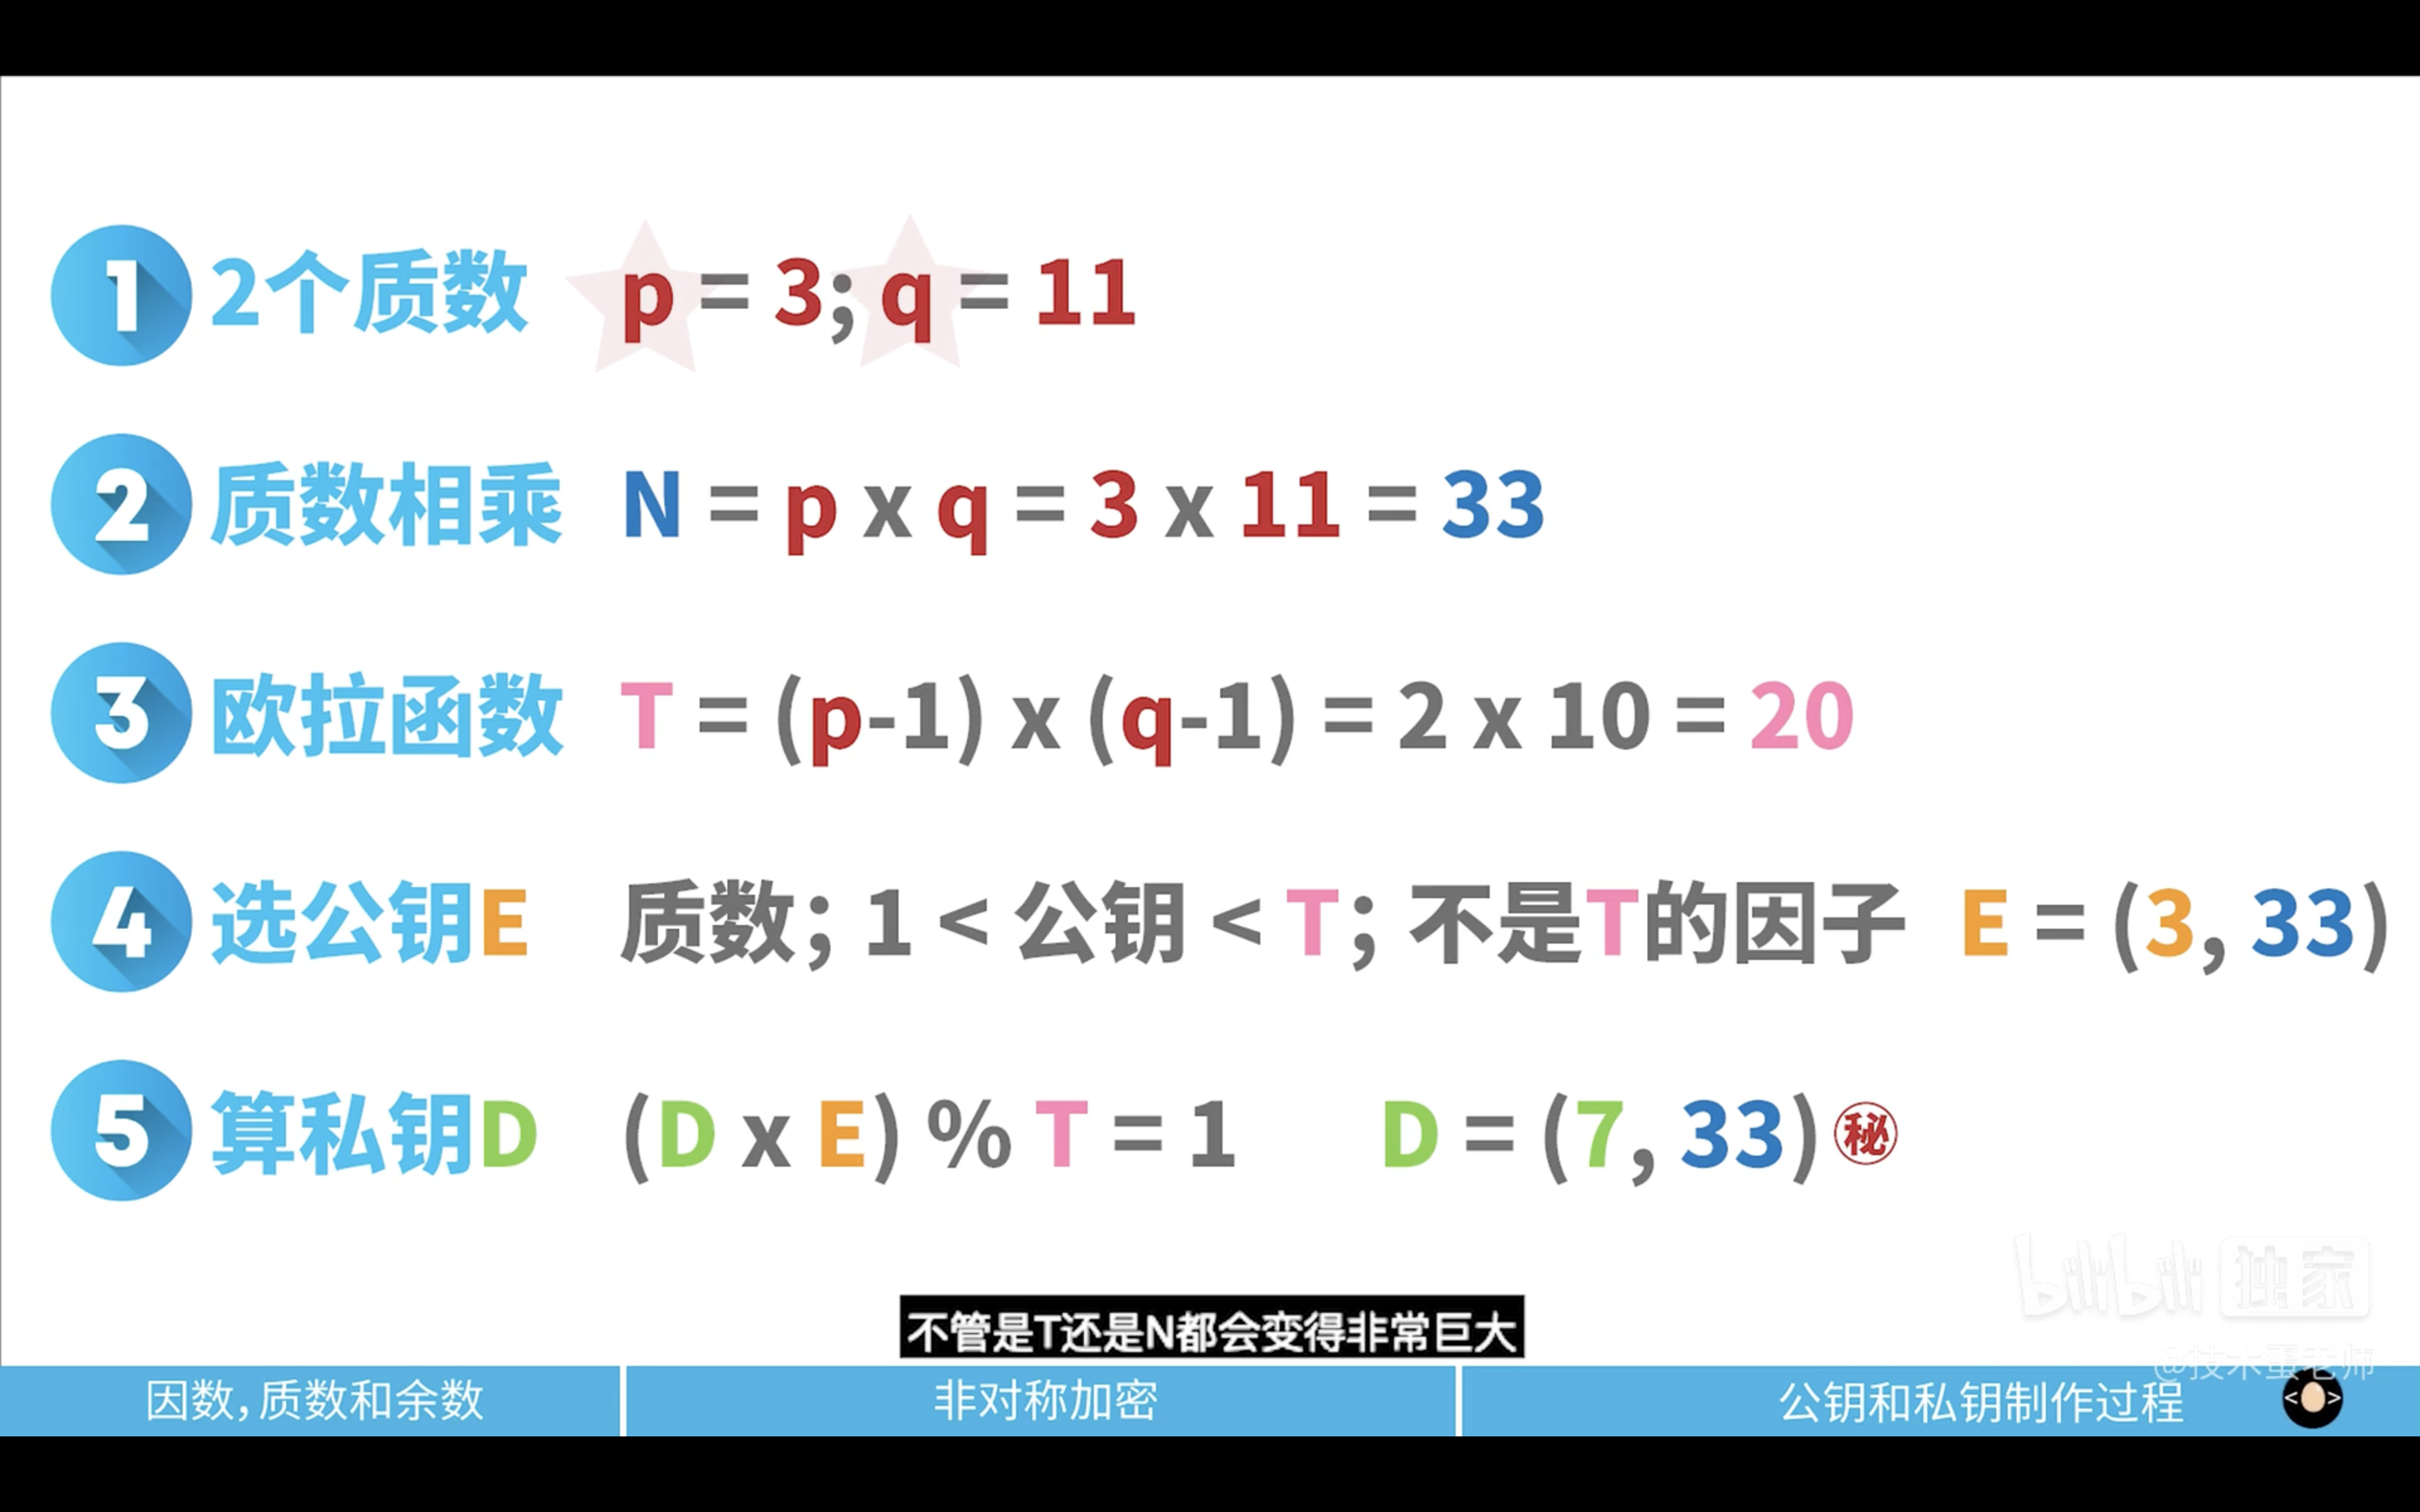 1 2个质数 p = 3; q = 11
2 质数相乘 N = p x q = 3 x 11 = 33
3 欧拉函数 T = (p-1) x (q-1) = 2 x 10 = 20
4 选公钥E 质数; 1 < 公钥 < T; 不是T的因子 E = (3, 33)
5 算私钥D (D x E) % T = 1 D = (7, 33) 秘
bilibili 独家
不管是T还是N都会变得非常巨大
@技术蛋老师
因数,质数和余数 非对称加密 公钥和私钥制作过程 < >